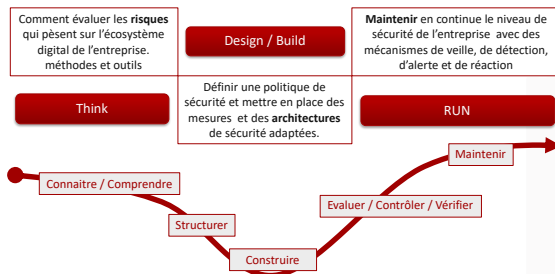 Comment évaluer les risques
qui pèsent sur l'écosystème
digital de l'entreprise.
méthodes et outils
Think
Design / Build
Définir une politique de
sécurité et mettre en place des
mesures et des architectures
de sécurité adaptées.
Maintenir en continue le niveau de
sécurité de l'entreprise avec des
mécanismes de veille, de détection,
d'alerte et de réaction
RUN
Connaitre / Comprendre
Structurer
Construire
Evaluer / Contrôler / Vérifier
Maintenir